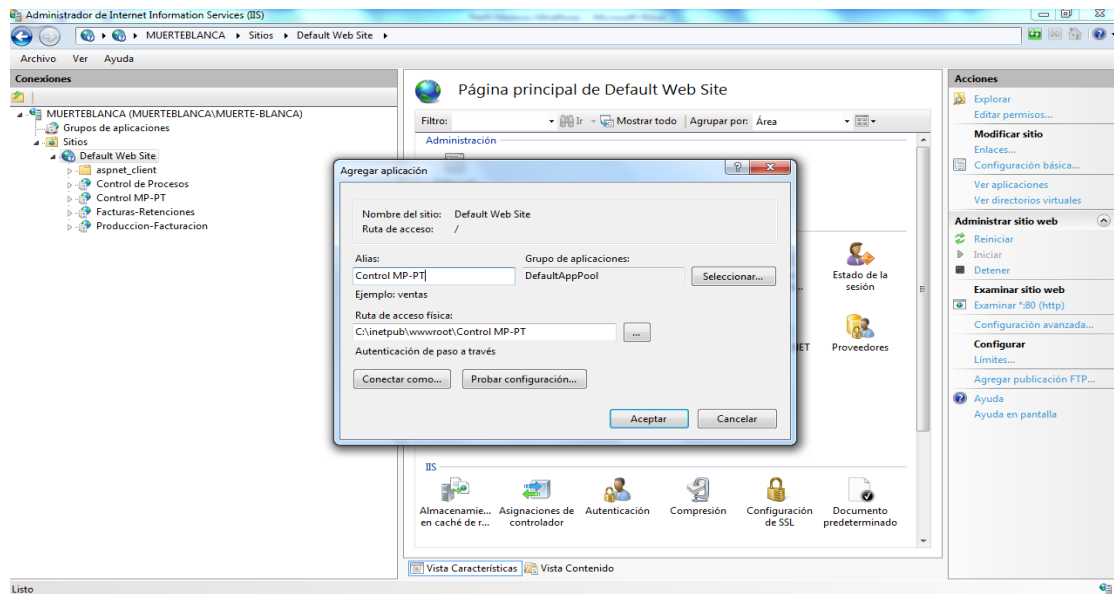 Administrador de Internet Information Services (IIS)
MUERTEBLANCA Sitios Default Web Site
Archivo Ver Ayuda
Conexiones
MUERTEBLANCA (MUERTEBLANCA\MUERTE-BLANCA)
Grupos de aplicaciones
Sitios
Default Web Site
aspnet_client
Control de Procesos
Control MP-PT
Facturas-Retenciones
Produccion-Facturacion
Página principal de Default Web Site
Filtro: Ir Mostrar todo Agrupar por: Área
Administración
Agregar aplicación
Nombre del sitio: Default Web Site
Ruta de acceso: /
Alias: Grupo de aplicaciones:
Control MP-PT DefaultAppPool Seleccionar...
Ejemplo: ventas
Ruta de acceso física:
C:\inetpub\wwwroot\Control MP-PT ...
Autenticación de paso a través
Conectar como... Probar configuración...
Aceptar Cancelar
Estado de la
sesión
ET Proveedores
IIS
Almacenamie... Asignaciones de Autenticación Compresión Configuración Documento
en caché de r... controlador de SSL predeterminado
Vista Características Vista Contenido
Acciones
Explorar
Editar permisos...
Modificar sitio
Enlaces...
Configuración básica...
Ver aplicaciones
Ver directorios virtuales
Administrar sitio web
Reiniciar
Iniciar
Detener
Examinar sitio web
Examinar *:80 (http)
Configuración avanzada...
Configurar
Límites...
Agregar publicación FTP...
Ayuda
Ayuda en pantalla
Listo